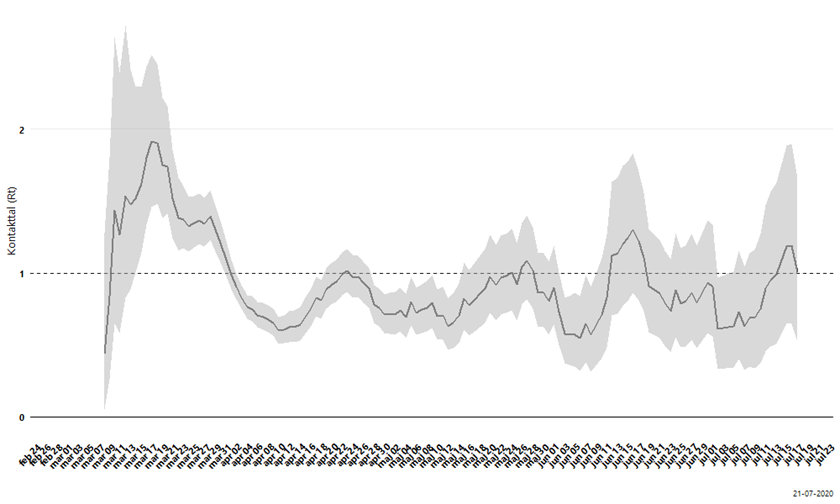 Kontakttal (Rt)
2
1
0
feb 24
feb 26
feb 28
mar 01
mar 03
mar 05
mar 07
mar 09
mar 11
mar 13
mar 15
mar 17
mar 19
mar 21
mar 23
mar 25
mar 27
mar 29
mar 31
apr 02
apr 04
apr 06
apr 08
apr 10
apr 12
apr 14
apr 16
apr 18
apr 20
apr 22
apr 24
apr 26
apr 28
apr 30
maj 02
maj 04
maj 06
maj 08
maj 10
maj 12
maj 14
maj 16
maj 18
maj 20
maj 22
maj 24
maj 26
maj 28
maj 30
jun 01
jun 03
jun 05
jun 07
jun 09
jun 11
jun 13
jun 15
jun 17
jun 19
jun 21
jun 23
jun 25
jun 27
jun 29
jul 01
jul 03
jul 05
jul 07
jul 09
jul 11
jul 13
jul 15
jul 17
jul 19
jul 21
jul 23
21-07-2020